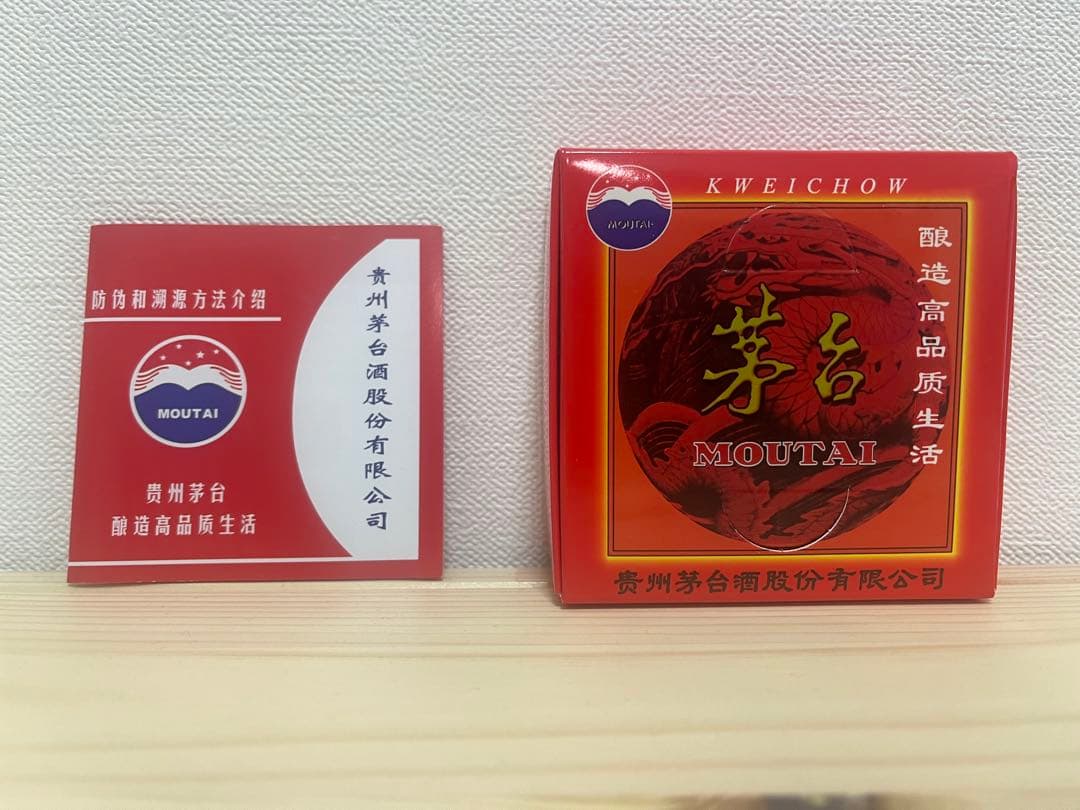 防伪和溯源方法介绍
MOUTAI
贵州茅台
酿造高品质生活
贵州茅台酒股份有限公司
KWEICHOW
MOUTAI
茅台
MOUTAI
酿造高品质生活
贵州茅台酒股份有限公司